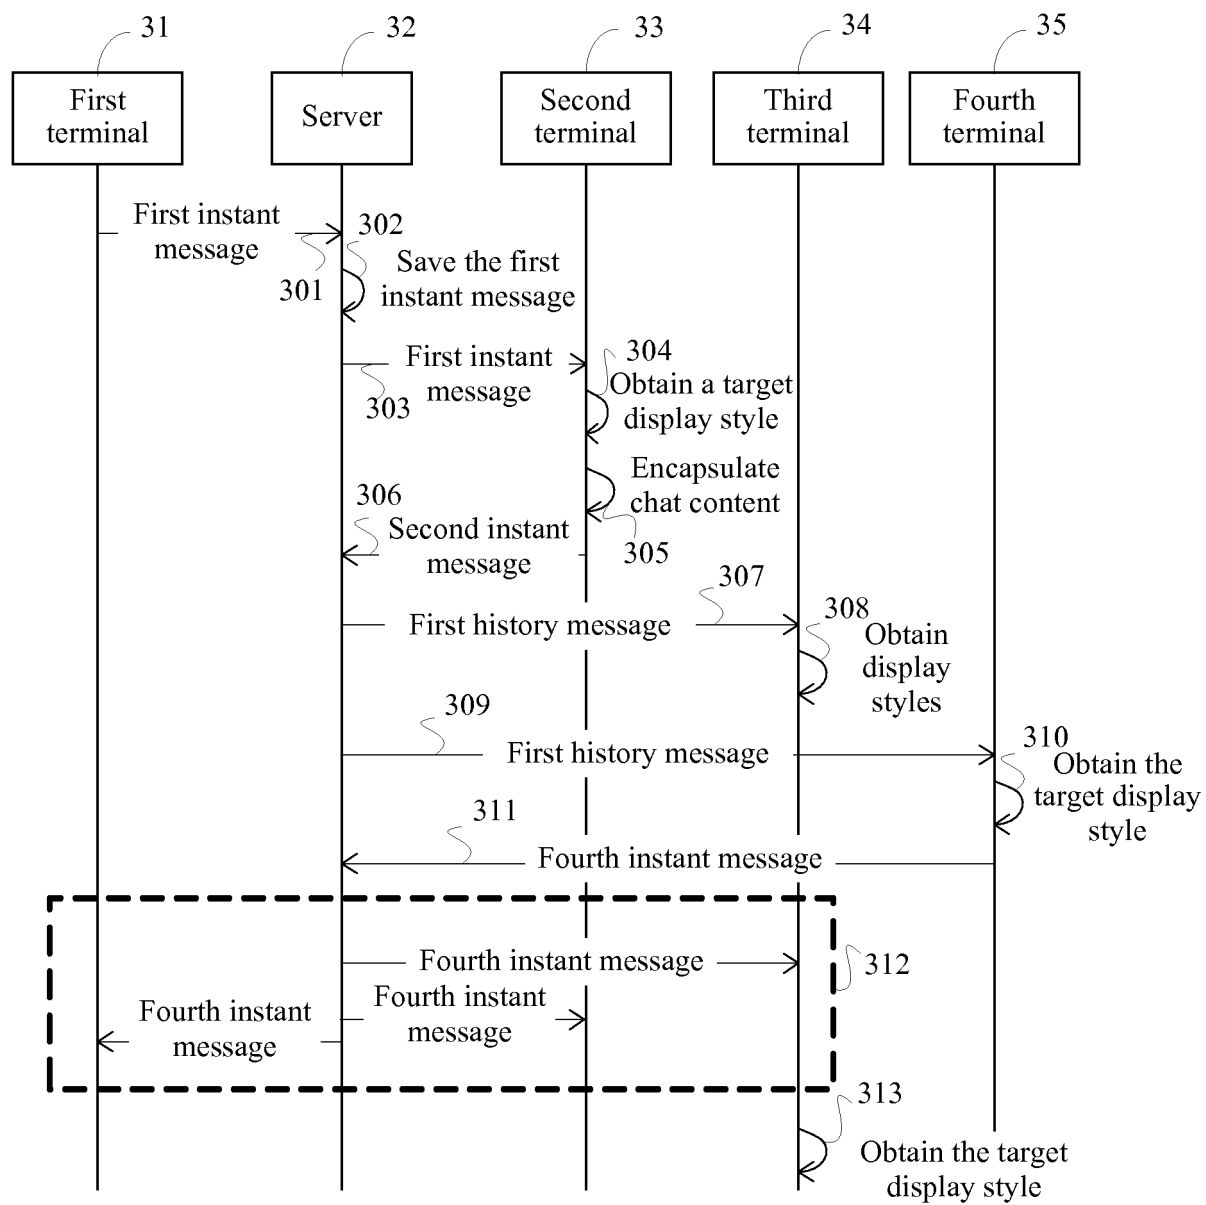 31
32
33
34
35
First
terminal
Server
Second
terminal
Third
terminal
Fourth
terminal
First instant
message
301
302
Save the first
instant message
First instant
message
303
304
Obtain a target
display style
Encapsulate
chat content
305
306
Second instant
message
307
First history message
308
Obtain
display
styles
309
First history message
310
Obtain the
target display
style
311
Fourth instant message
312
Fourth instant message
Fourth instant
message
Fourth instant
message
313
Obtain the target
display style